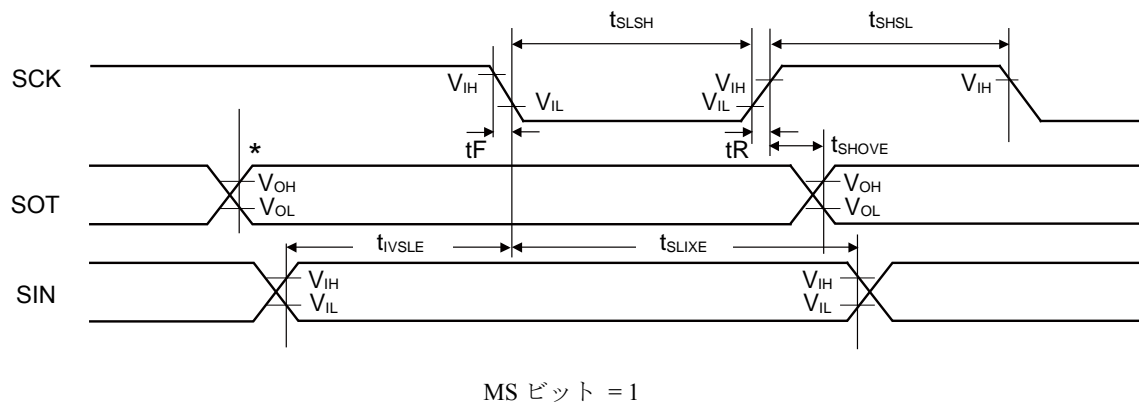 tSLSH tSHSL
SCK VIH VIL VIH VIL VIH
tF tR tSHOVE
*
SOT VOH VOL VOH VOL
tIVSLE tSLIXE
SIN VIH VIL VIH VIL
MS ビット = 1